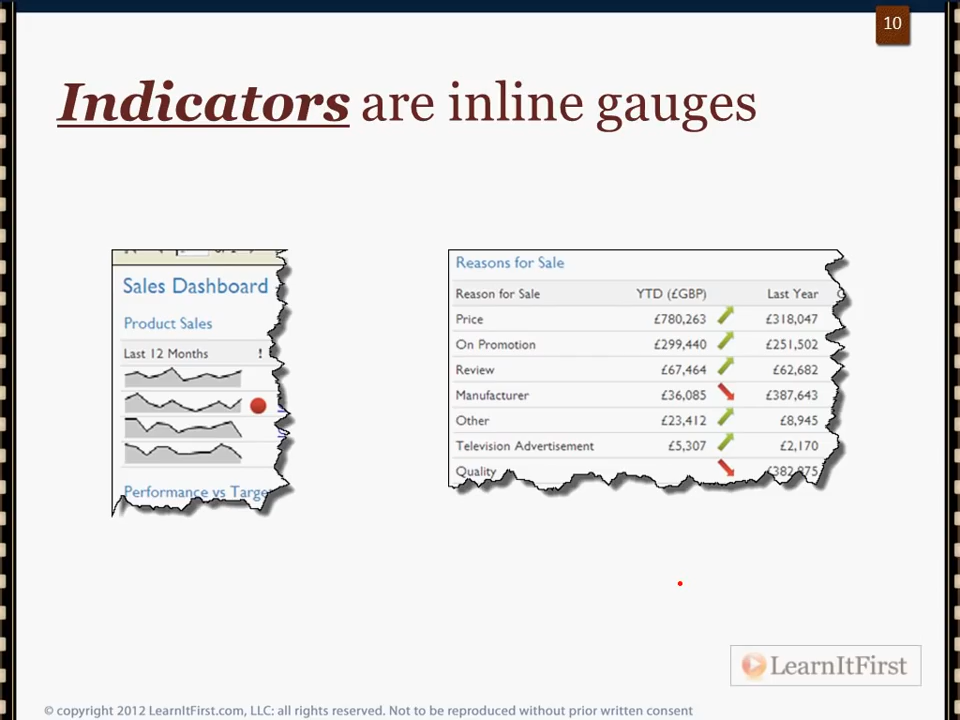 10
Indicators are inline gauges
Sales Dashboard
Product Sales
Last 12 Months !
Performance vs Targe
Reasons for Sale
Reason for Sale YTD (£GBP) Last Year
Price £780,263 £318,047
On Promotion £299,440 £251,502
Review £67,464 £62,682
Manufacturer £36,085 £387,643
Other £23,412 £8,945
Television Advertisement £5,307 £2,170
Quality £382,875
LearnItFirst
© copyright 2012 LearnItFirst.com, LLC: all rights reserved. Not to be reproduced without prior written consent